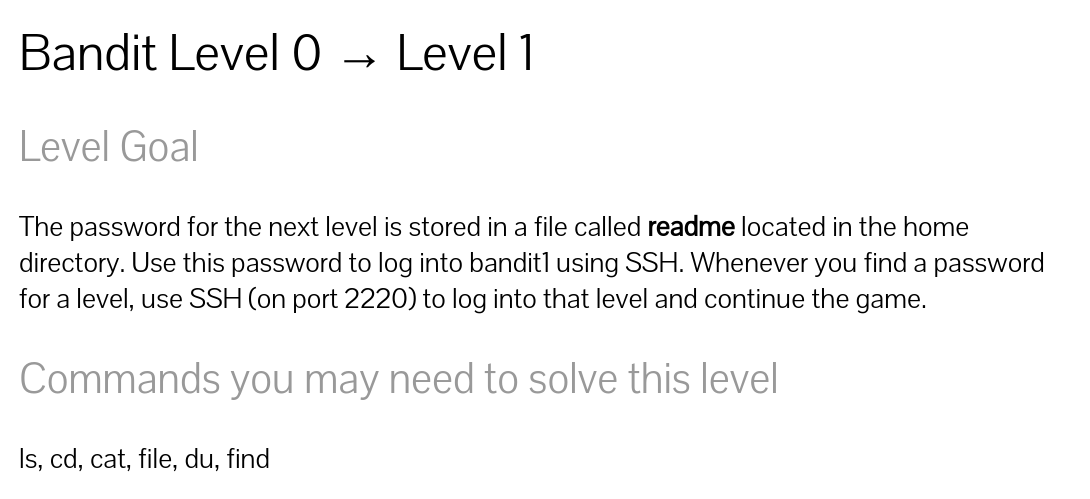 Bandit Level 0 → Level 1
Level Goal
The password for the next level is stored in a file called readme located in the home
directory. Use this password to log into bandit1 using SSH. Whenever you find a password
for a level, use SSH (on port 2220) to log into that level and continue the game.
Commands you may need to solve this level
ls, cd, cat, file, du, find